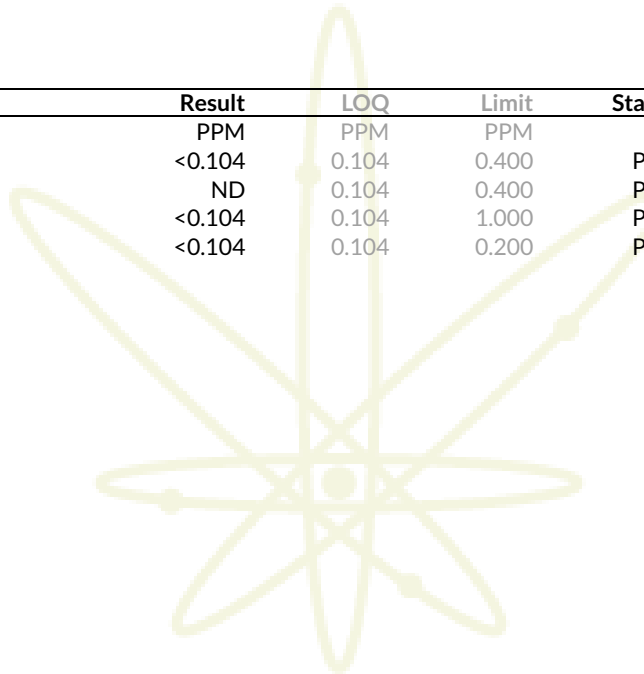 Result LOQ Limit Sta
PPM PPM PPM
<0.104 0.104 0.400 P
ND 0.104 0.400 P
<0.104 0.104 1.000 P
<0.104 0.104 0.200 P